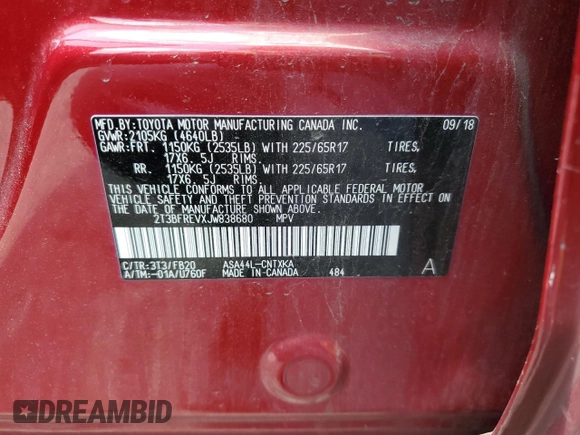 MFD.BY:TOYOTA MOTOR MANUFACTURING CANADA INC. 09/18
GVWR:2105KG (4640LB)
GAWR:FRT. 1150KG (2535LB) WITH 225/65R17 TIRES,
17X6. 5J RIMS.
RR. 1150KG (2535LB) WITH 225/65R17 TIRES,
17X6. 5J RIMS.
THIS VEHICLE CONFORMS TO ALL APPLICABLE FEDERAL MOTOR
VEHICLE SAFETY AND THEFT PREVENTION STANDARDS IN EFFECT ON
THE DATE OF MANUFACTURE SHOWN ABOVE.
2T3BFREVXJW838680 MPV
C/TR:3T3/FB20 ASA44L-CNTXKA
A/TM:-01A/U760F MADE IN CANADA 484 A
DREAMBID